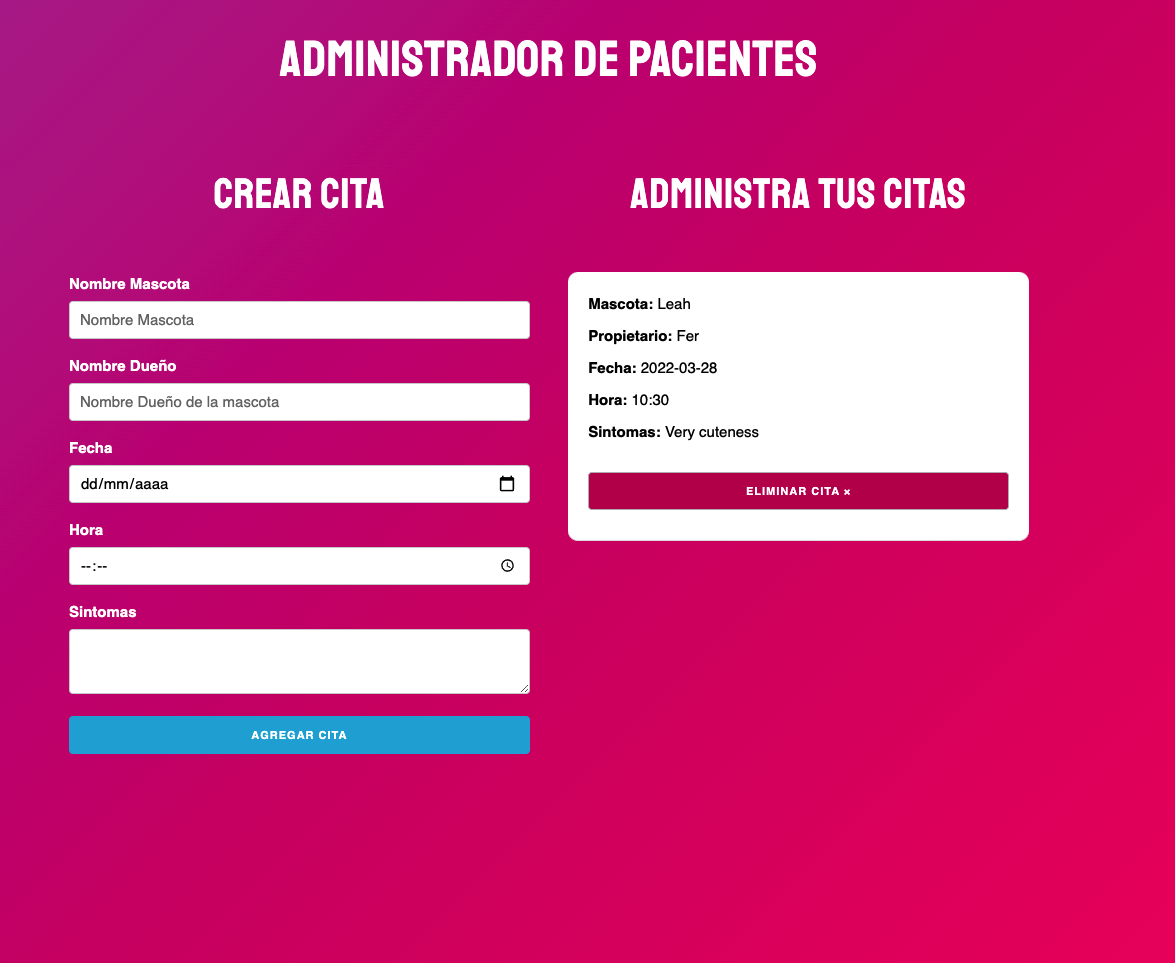 ADMINISTRADOR DE PACIENTES
CREAR CITA
Nombre Mascota
Nombre Mascota
Nombre Dueño
Nombre Dueño de la mascota
Fecha
dd/mm/aaaa
Hora
--:--
Sintomas
AGREGAR CITA
ADMINISTRA TUS CITAS
Mascota: Leah
Propietario: Fer
Fecha: 2022-03-28
Hora: 10:30
Sintomas: Very cuteness
ELIMINAR CITA ×